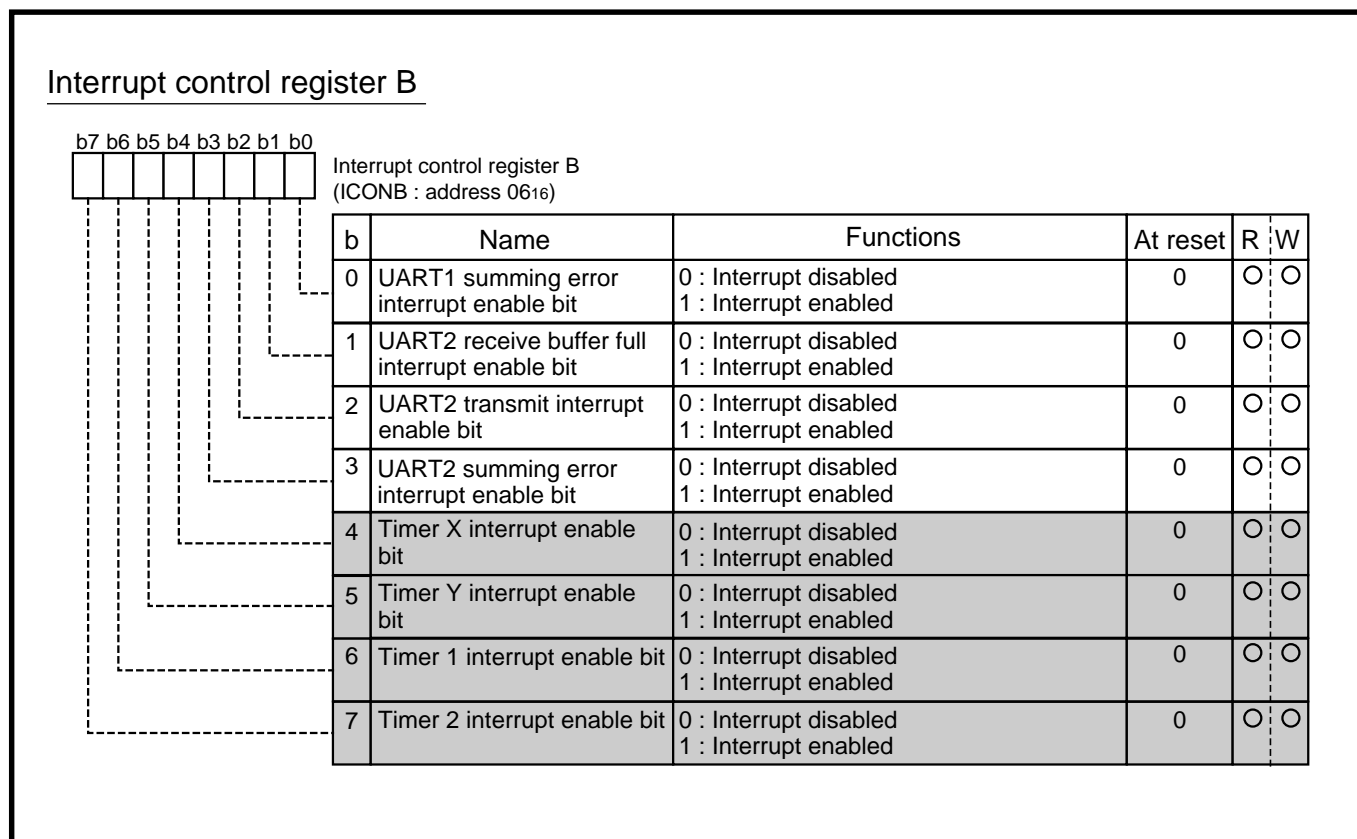 Interrupt control register B
b7 b6 b5 b4 b3 b2 b1 b0
Interrupt control register B
(ICONB : address 0616)
b Name Functions At reset R W
0 UART1 summing error interrupt enable bit 0 : Interrupt disabled 1 : Interrupt enabled 0 O O
1 UART2 receive buffer full interrupt enable bit 0 : Interrupt disabled 1 : Interrupt enabled 0 O O
2 UART2 transmit interrupt enable bit 0 : Interrupt disabled 1 : Interrupt enabled 0 O O
3 UART2 summing error interrupt enable bit 0 : Interrupt disabled 1 : Interrupt enabled 0 O O
4 Timer X interrupt enable bit 0 : Interrupt disabled 1 : Interrupt enabled 0 O O
5 Timer Y interrupt enable bit 0 : Interrupt disabled 1 : Interrupt enabled 0 O O
6 Timer 1 interrupt enable bit 0 : Interrupt disabled 1 : Interrupt enabled 0 O O
7 Timer 2 interrupt enable bit 0 : Interrupt disabled 1 : Interrupt enabled 0 O O